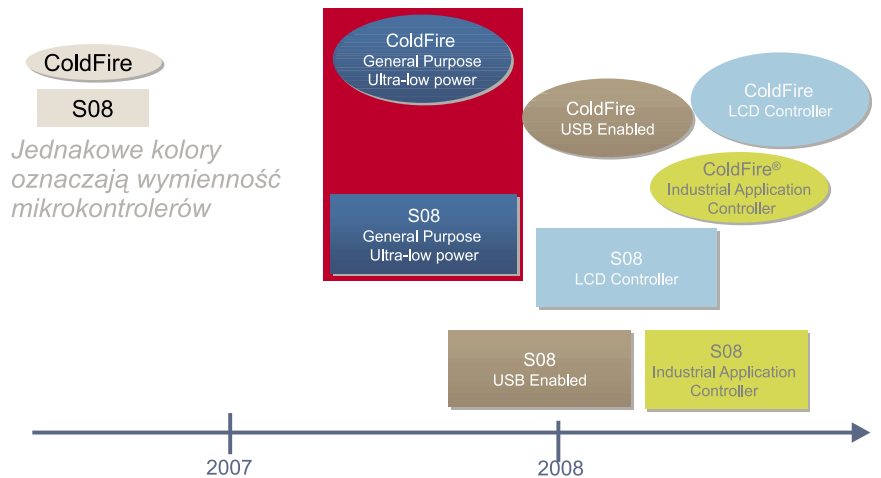 ColdFire
S08
Jednakowe kolory
oznaczają wymienność
mikrokontrolerów
ColdFire
General Purpose
Ultra-low power
S08
General Purpose
Ultra-low power
ColdFire
USB Enabled
ColdFire
LCD Controller
ColdFire®
Industrial Application
Controller
S08
LCD Controller
S08
USB Enabled
S08
Industrial Application
Controller
2007
2008